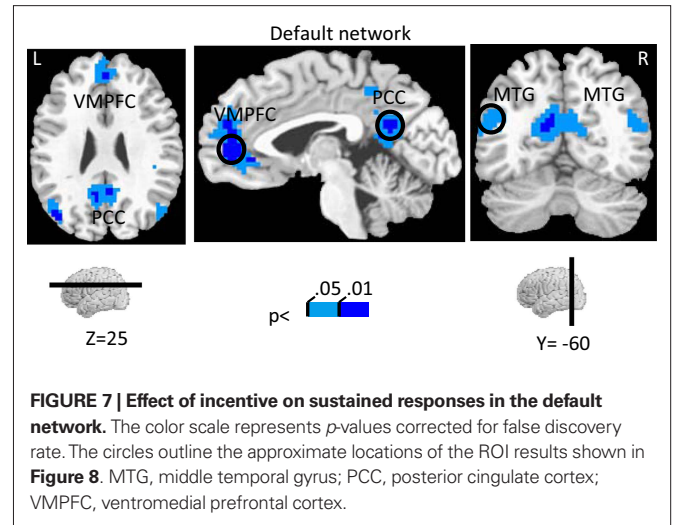 Default network
L
R
VMPFC
VMPFC
PCC
MTG
MTG
PCC
.05 .01
p<
Z=25
Y= -60
FIGURE 7 | Effect of incentive on sustained responses in the default
network. The color scale represents p-values corrected for false discovery
rate. The circles outline the approximate locations of the ROI results shown in
Figure 8. MTG, middle temporal gyrus; PCC, posterior cingulate cortex;
VMPFC, ventromedial prefrontal cortex.